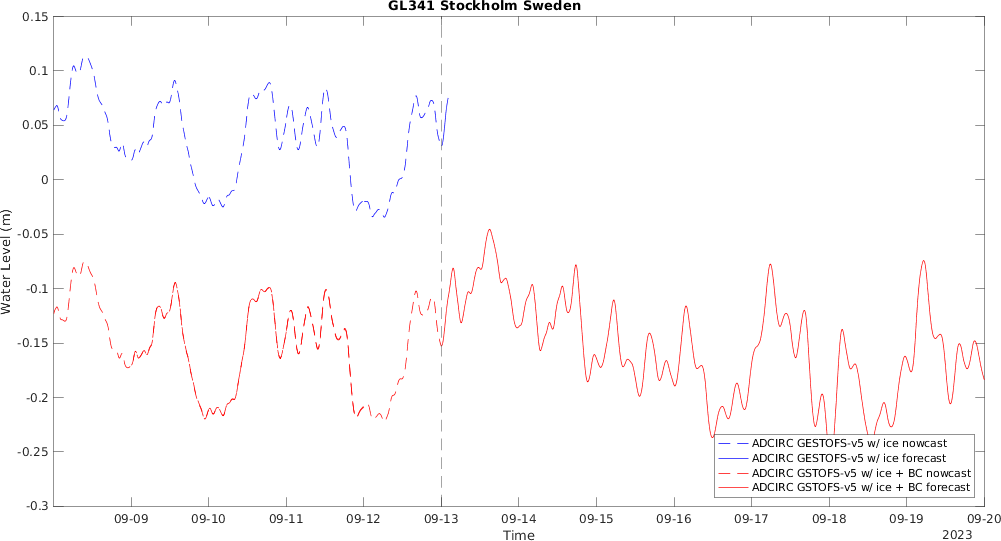 GL341 Stockholm Sweden
0.15
0.1
0.05
0
-0.05
-0.1
-0.15
-0.2
-0.25
-0.3
Water Level (m)
ADCIRC GESTOFS-v5 w/ ice nowcast
ADCIRC GESTOFS-v5 w/ ice forecast
ADCIRC GSTOFS-v5 w/ ice + BC nowcast
ADCIRC GSTOFS-v5 w/ ice + BC forecast
09-09 09-10 09-11 09-12 09-13 09-14 09-15 09-16 09-17 09-18 09-19 09-20
Time
2023